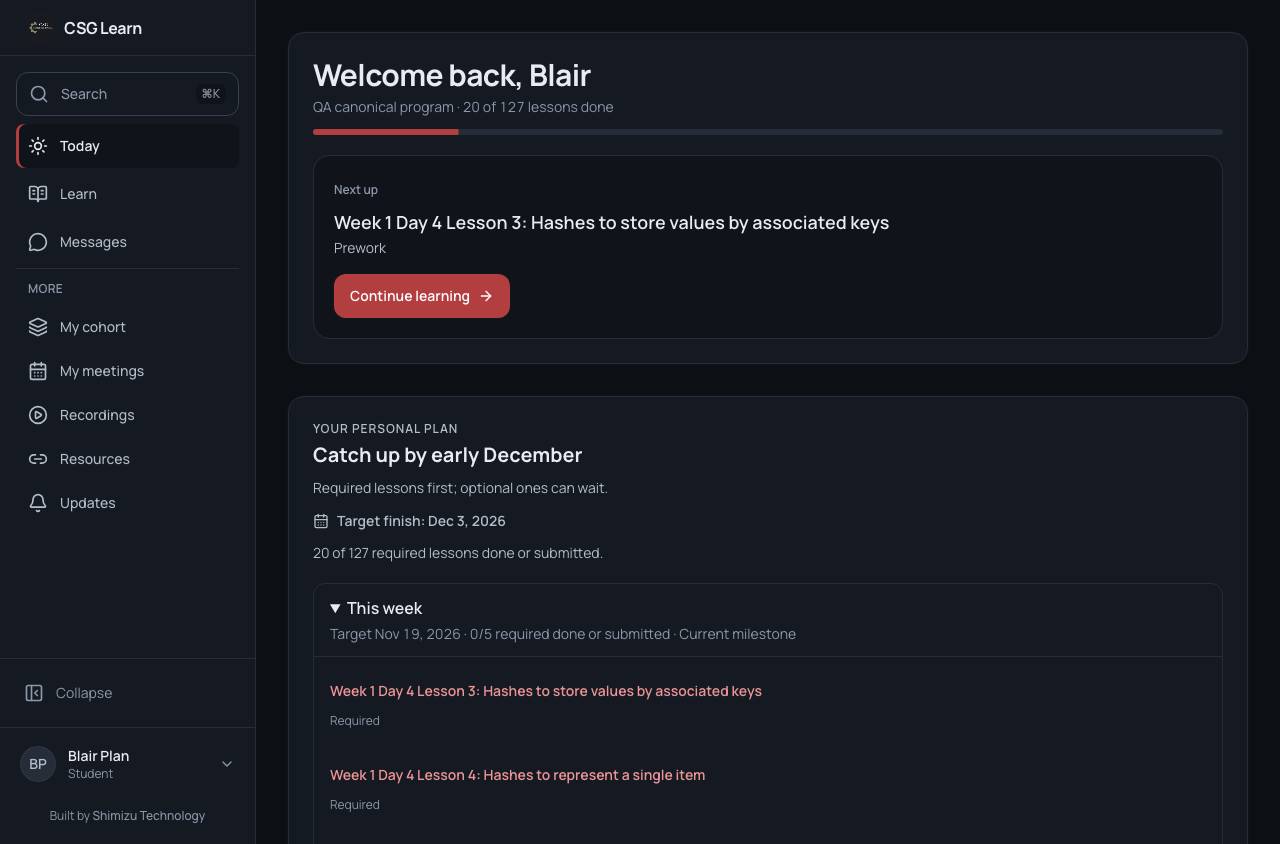 CSG Learn
Search
⌘K
Today
Learn
Messages
MORE
My cohort
My meetings
Recordings
Resources
Updates
Collapse
BP
Blair Plan
Student
Built by Shimizu Technology
Welcome back, Blair
QA canonical program · 20 of 127 lessons done
Next up
Week 1 Day 4 Lesson 3: Hashes to store values by associated keys
Prework
Continue learning
YOUR PERSONAL PLAN
Catch up by early December
Required lessons first; optional ones can wait.
Target finish: Dec 3, 2026
20 of 127 required lessons done or submitted.
This week
Target Nov 19, 2026 · 0/5 required done or submitted · Current milestone
Week 1 Day 4 Lesson 3: Hashes to store values by associated keys
Required
Week 1 Day 4 Lesson 4: Hashes to represent a single item
Required